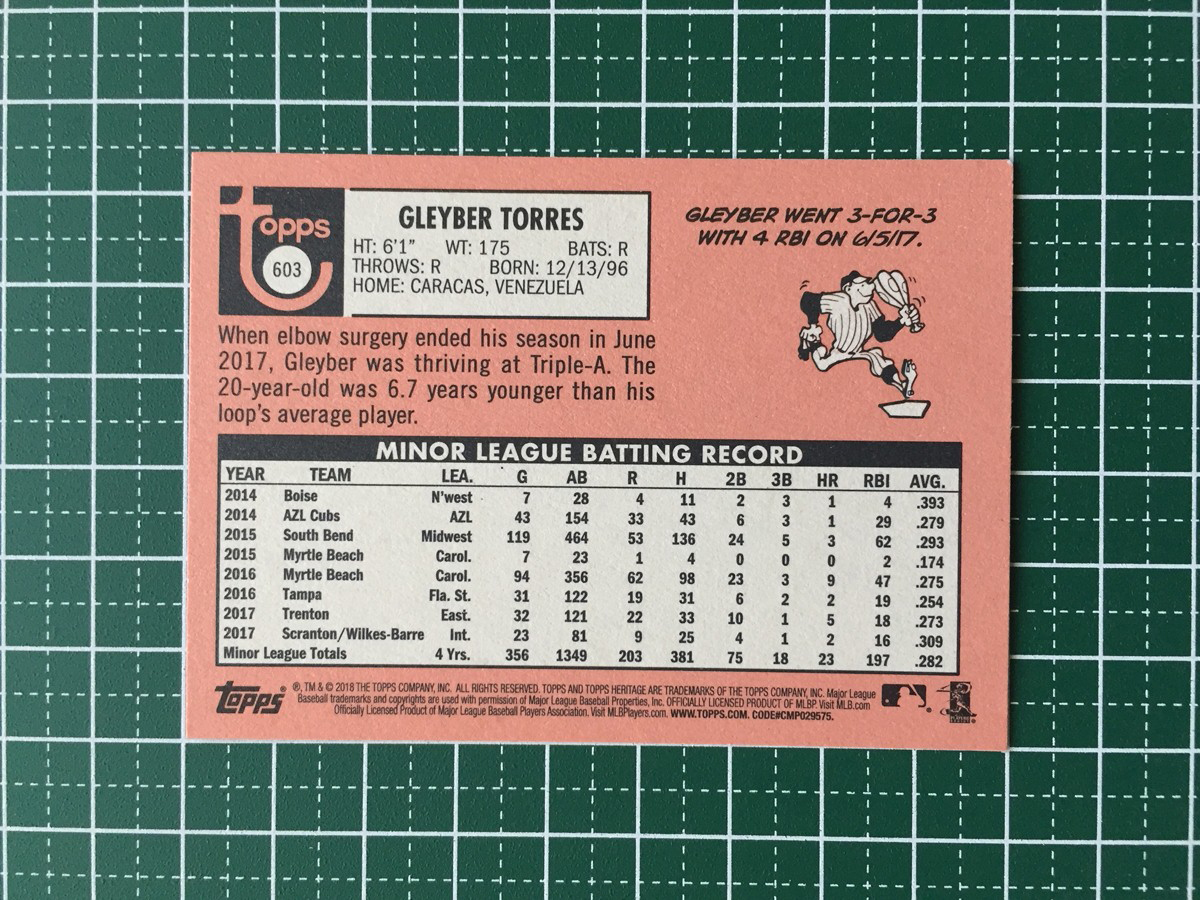 topps
603
GLEYBER TORRES
HT: 6'1" WT: 175 BATS: R
THROWS: R BORN: 12/13/96
HOME: CARACAS, VENEZUELA
GLEYBER WENT 3-FOR-3
WITH 4 RBI ON 6/5/17.
When elbow surgery ended his season in June
2017, Gleyber was thriving at Triple-A. The
20-year-old was 6.7 years younger than his
loop's average player.
MINOR LEAGUE BATTING RECORD
YEAR TEAM LEA. G AB R H 2B 3B HR RBI AVG.
2014 Boise N'west 7 28 4 11 2 3 1 4 .393
2014 AZL Cubs AZL 43 154 33 43 6 3 1 29 .279
2015 South Bend Midwest 119 464 53 136 24 5 3 62 .293
2015 Myrtle Beach Carol. 7 23 1 4 0 0 0 2 .174
2016 Myrtle Beach Carol. 94 356 62 98 23 3 9 47 .275
2016 Tampa Fla. St. 31 122 19 31 6 2 2 19 .254
2017 Trenton East. 32 121 22 33 10 1 5 18 .273
2017 Scranton/Wilkes-Barre Int. 23 81 9 25 4 1 2 16 .309
Minor League Totals 4 Yrs. 356 1349 203 381 75 18 23 197 .282
topps® ®, TM & © 2018 THE TOPPS COMPANY, INC. ALL RIGHTS RESERVED. TOPPS AND TOPPS HERITAGE ARE TRADEMARKS OF THE TOPPS COMPANY, INC. Major League
Baseball trademarks and copyrights are used with permission of Major League Baseball Properties, Inc. OFFICIALLY LICENSED PRODUCT OF MLBP. Visit MLB.com
Officially Licensed Product of Major League Baseball Players Association. Visit MLBPlayers.com. WWW.TOPPS.COM. CODE#CMP029575.